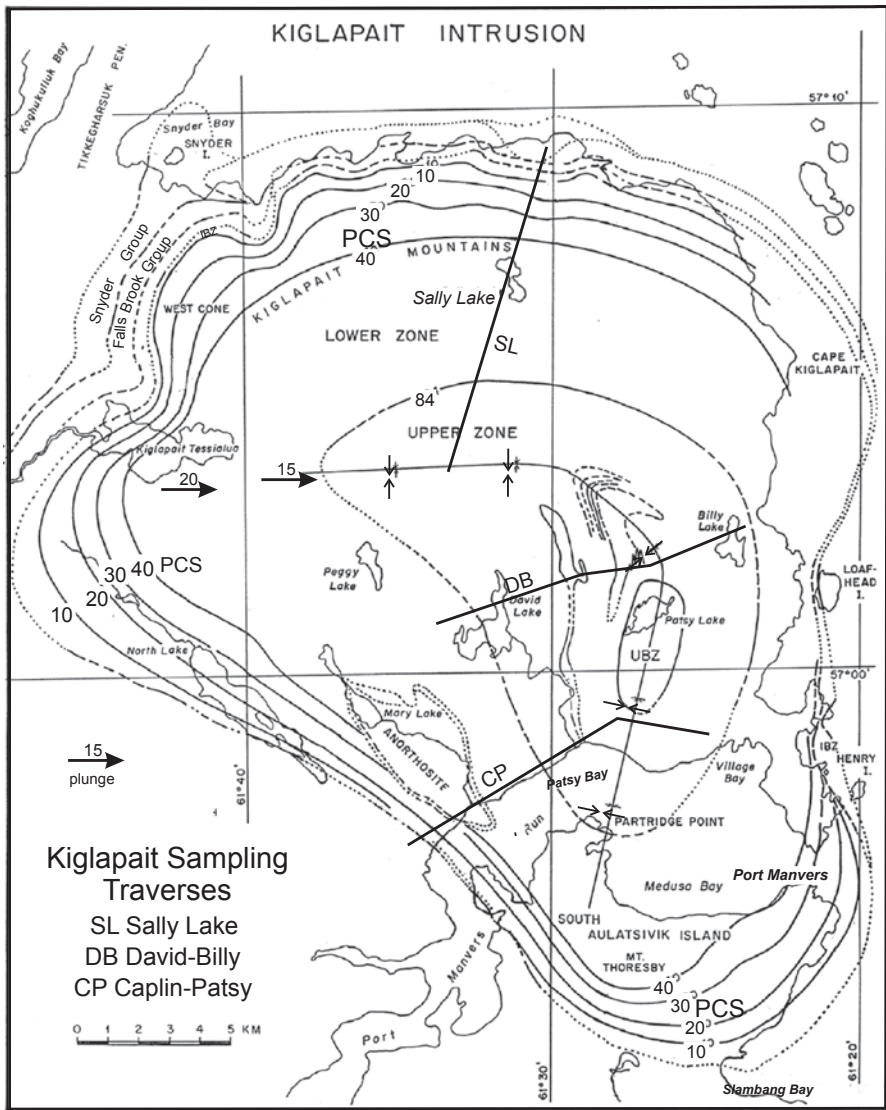 KIGLAPAIT INTRUSION
Koghukulluk Bay
TIKKEGHARSUK PEN.
57°10'
Snyder Bay
SNYDER
I.
10
20
30
PCS
40
KIGLAPAIT MOUNTAINS
IBZ
Snyder Group
Falls Brook Group
WEST CONE
Sally Lake
LOWER ZONE
SL
CAPE
KIGLAPAIT
84
UPPER ZONE
Kiglapait Tessialua
20
15
Billy Lake
Peggy Lake
DB
David
Lake
LOAF-
HEAD
I.
40 PCS
30
20
10
Patsy Lake
UBZ
North Lake
57°00'
Mary Lake
ANORTHOSITE
15
plunge
61°40'
CP
Patsy Bay
Village
Bay
IBZ
HENRY
I.
Run
PARTRIDGE POINT
Kiglapait Sampling
Traverses
SL Sally Lake
DB David-Billy
CP Caplin-Patsy
Medusa Bay
Port Manvers
SOUTH
AULATSIVIK ISLAND
MT.
THORESBY
Manvers
Port
40
30 PCS
20
10
0 1 2 3 4 5 KM
61°30'
61°20'
Slambang Bay